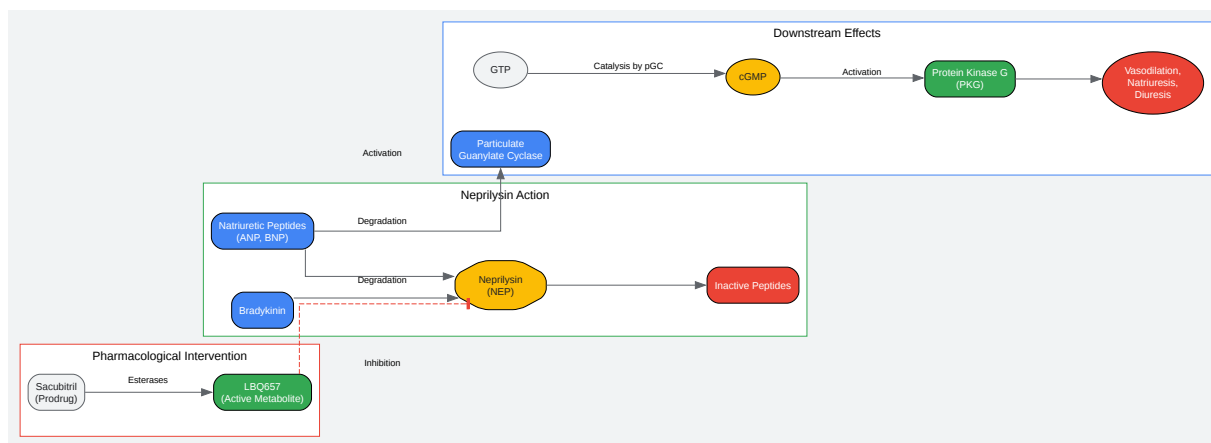 Downstream Effects
GTP
Catalysis by pGC
cGMP
Activation
Protein Kinase G
(PKG)
Vasodilation,
Natriuresis,
Diuresis
Particulate
Guanylate Cyclase
Activation
Neprilysin Action
Natriuretic Peptides
(ANP, BNP)
Degradation
Degradation
Neprilysin
(NEP)
Inactive Peptides
Bradykinin
Inhibition
Pharmacological Intervention
Sacubitril
(Prodrug)
Esterases
LBQ657
(Active Metabolite)